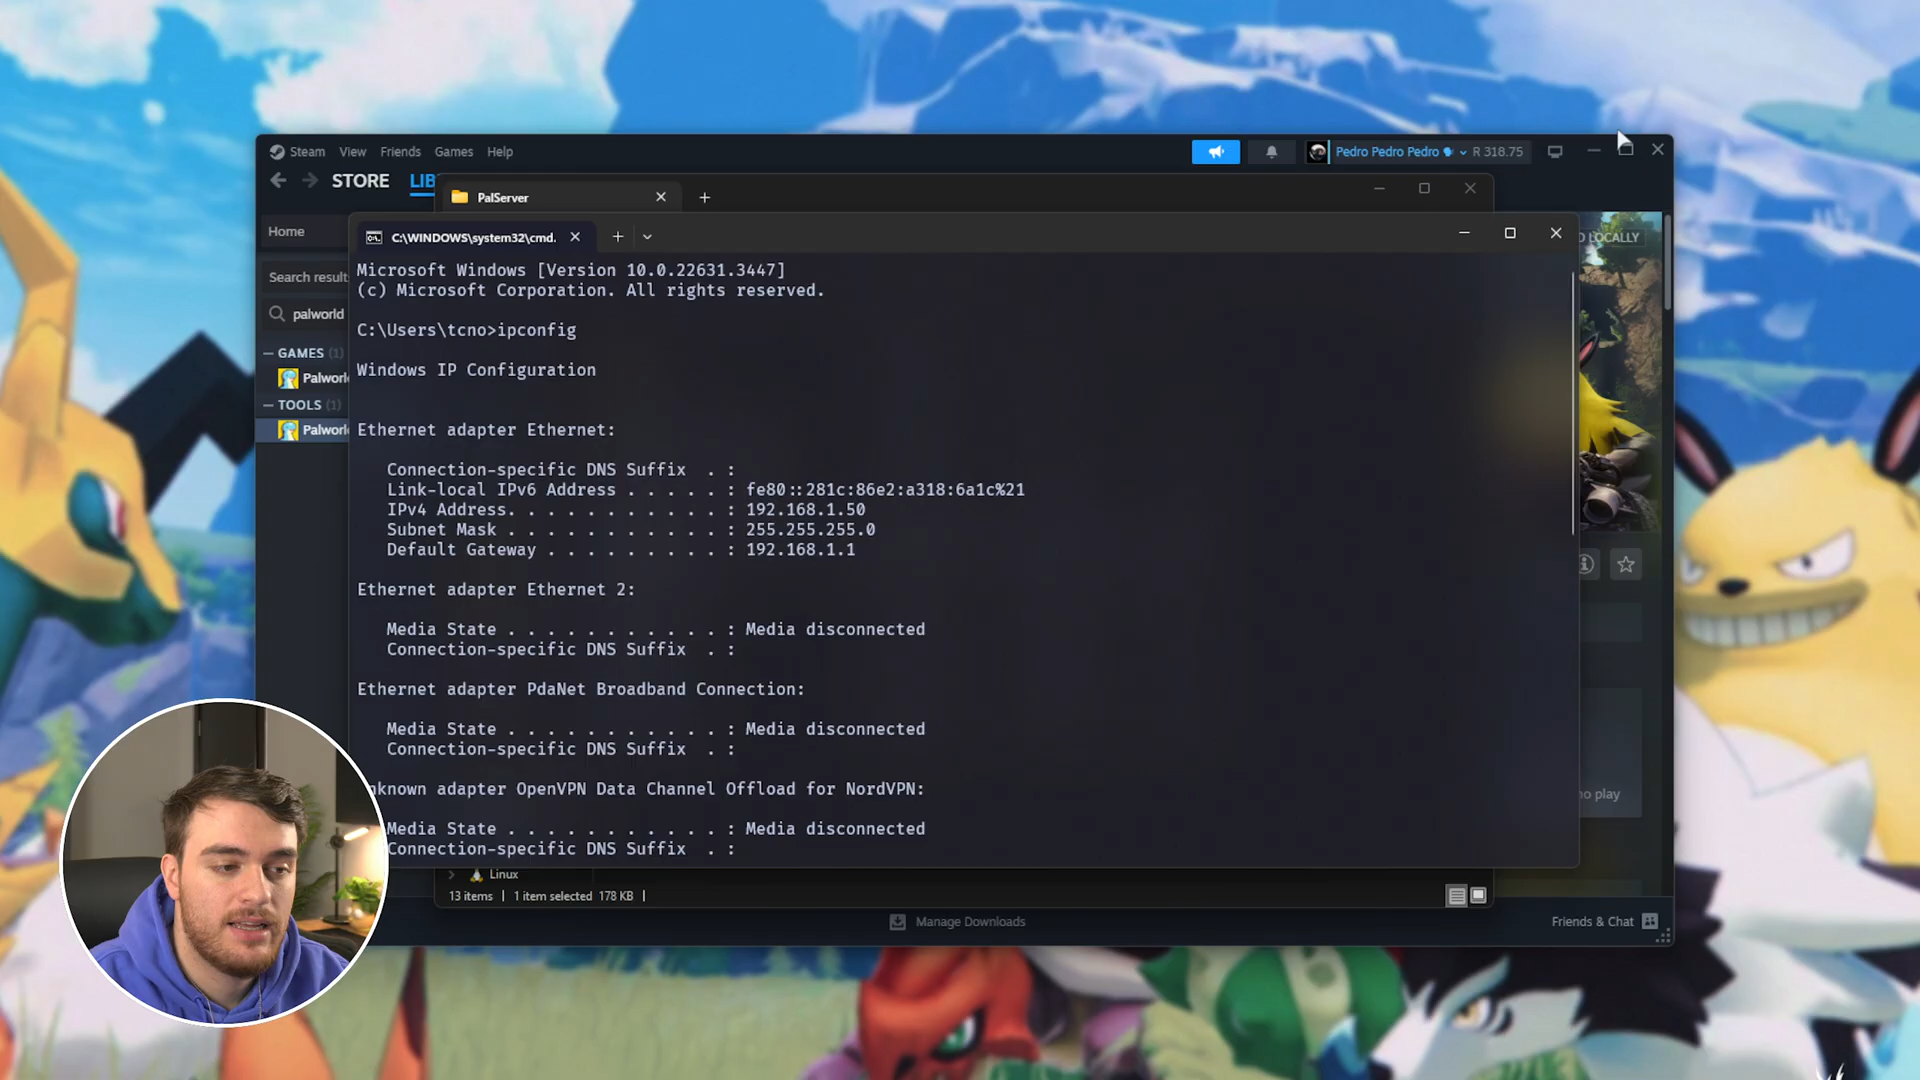 Steam View Friends Games Help
Pedro Pedro Pedro R 318.75
STORE LIB
PalServer
Home
C:\WINDOWS\system32\cmd.
LOCALLY
Search result
palworld
GAMES (1)
TOOLS (1)
Microsoft Windows [Version 10.0.22631.3447]
(c) Microsoft Corporation. All rights reserved.
C:\Users\tcno>ipconfig
Windows IP Configuration
Ethernet adapter Ethernet:
Connection-specific DNS Suffix . :
Link-local IPv6 Address . . . . . : fe80::281c:86e2:a318:6a1c%21
IPv4 Address. . . . . . . . . . . : 192.168.1.50
Subnet Mask . . . . . . . . . . . : 255.255.255.0
Default Gateway . . . . . . . . . : 192.168.1.1
Ethernet adapter Ethernet 2:
Media State . . . . . . . . . . . : Media disconnected
Connection-specific DNS Suffix . :
Ethernet adapter PdaNet Broadband Connection:
Media State . . . . . . . . . . . : Media disconnected
Connection-specific DNS Suffix . :
nknown adapter OpenVPN Data Channel Offload for NordVPN:
Media State . . . . . . . . . . . : Media disconnected
Connection-specific DNS Suffix . :
no play
Linux
13 items | 1 item selected 178 KB |
Manage Downloads
Friends & Chat